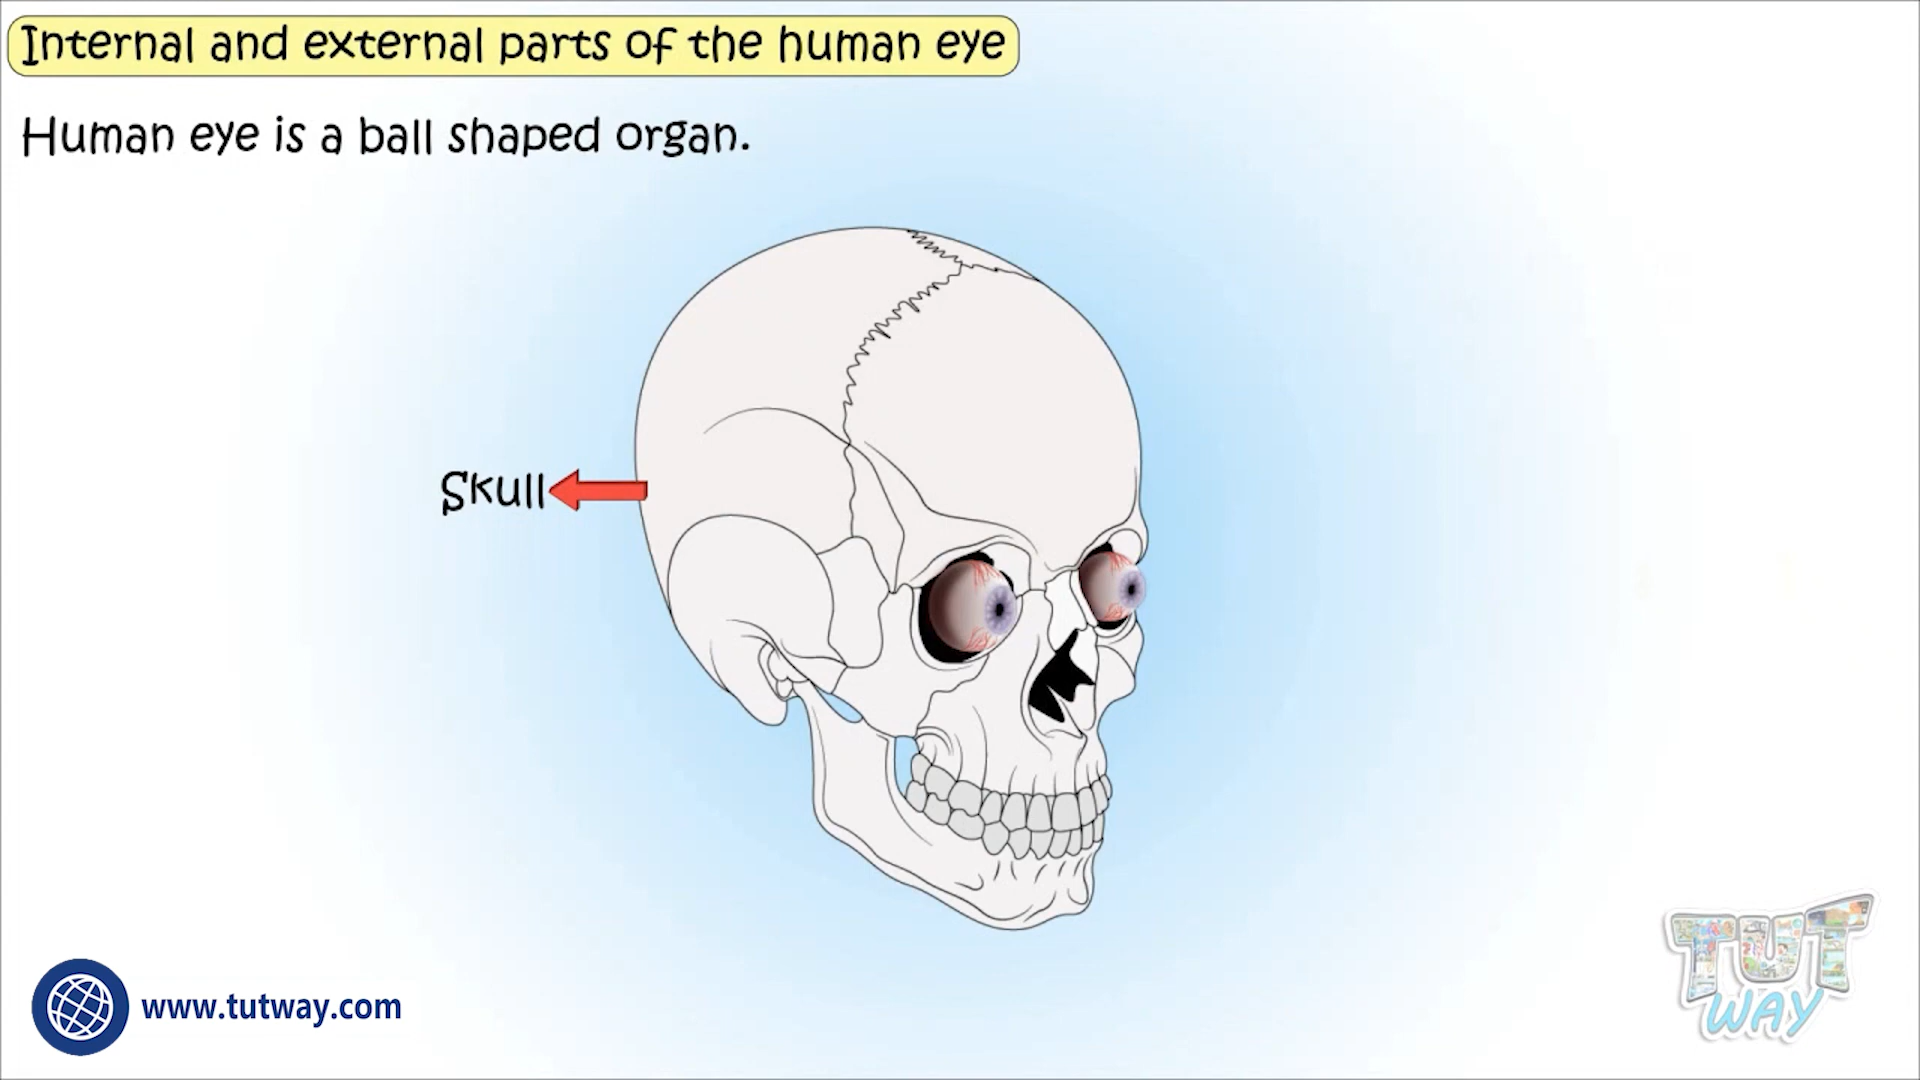 Internal and external parts of the human eye
Human eye is a ball shaped organ.
Skull
www.tutway.com
TUT
WAY